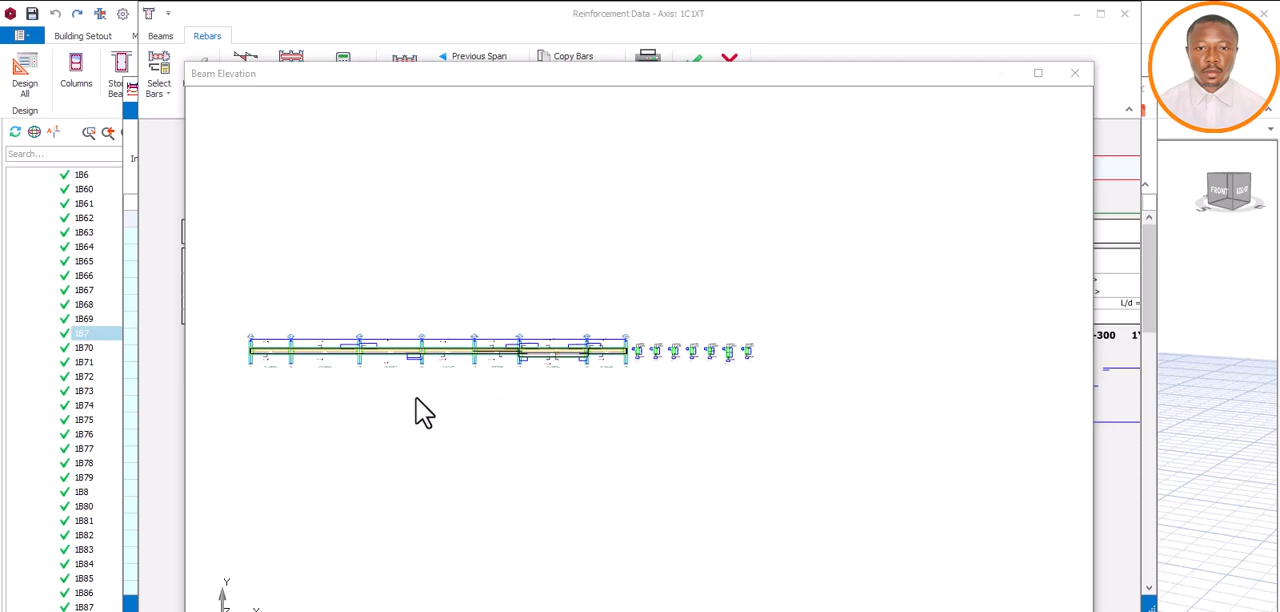 Reinforcement Data - Axis: 1C1XT
Building Setout
M
Beams
Rebars
Design All
Columns
Select Bars
Previous Span
Copy Bars
Design
Beam Elevation
Search...
In
1B6
1B60
1B61
1B62
1B63
1B64
1B65
1B66
1B67
1B68
1B69
1B7
1B70
1B71
1B72
1B73
1B74
1B75
1B76
1B77
1B78
1B79
1B8
1B80
1B81
1B82
1B83
1B84
1B85
1B86
1B87
FRONT
L/d =
-300
Y